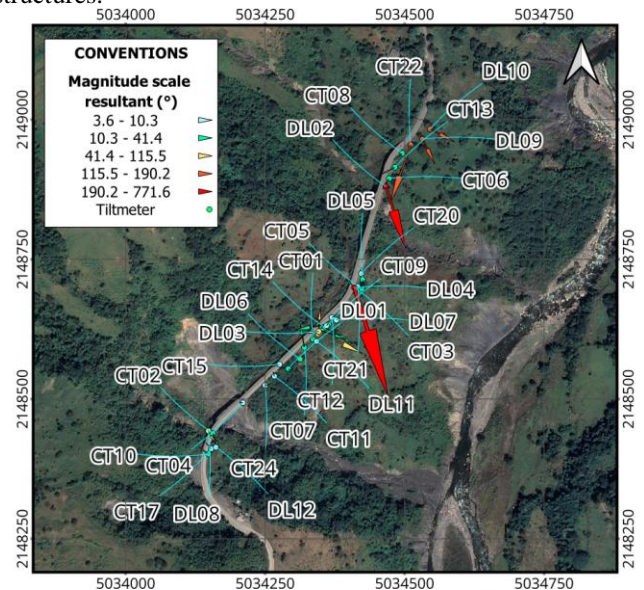 structures.
5034000 5034250 5034500 5034750
CONVENTIONS
Magnitude scale
resultant (°)
3.6 - 10.3
10.3 - 41.4
41.4 - 115.5
115.5 - 190.2
190.2 - 771.6
Tiltmeter
2149000 2149000
2148750 2148750
2148500 2148500
2148250 2148250
CT22
DL10
CT08
CT13
DL02
DL09
CT06
DL05
CT20
CT05
CT01
CT14
CT09
DL06
DL04
DL01
DL03
DL07
CT03
CT15
CT21
CT02
DL11
CT12
CT07
CT11
CT10
CT04
CT24
CT17
DL08
DL12
5034000 5034250 5034500 5034750